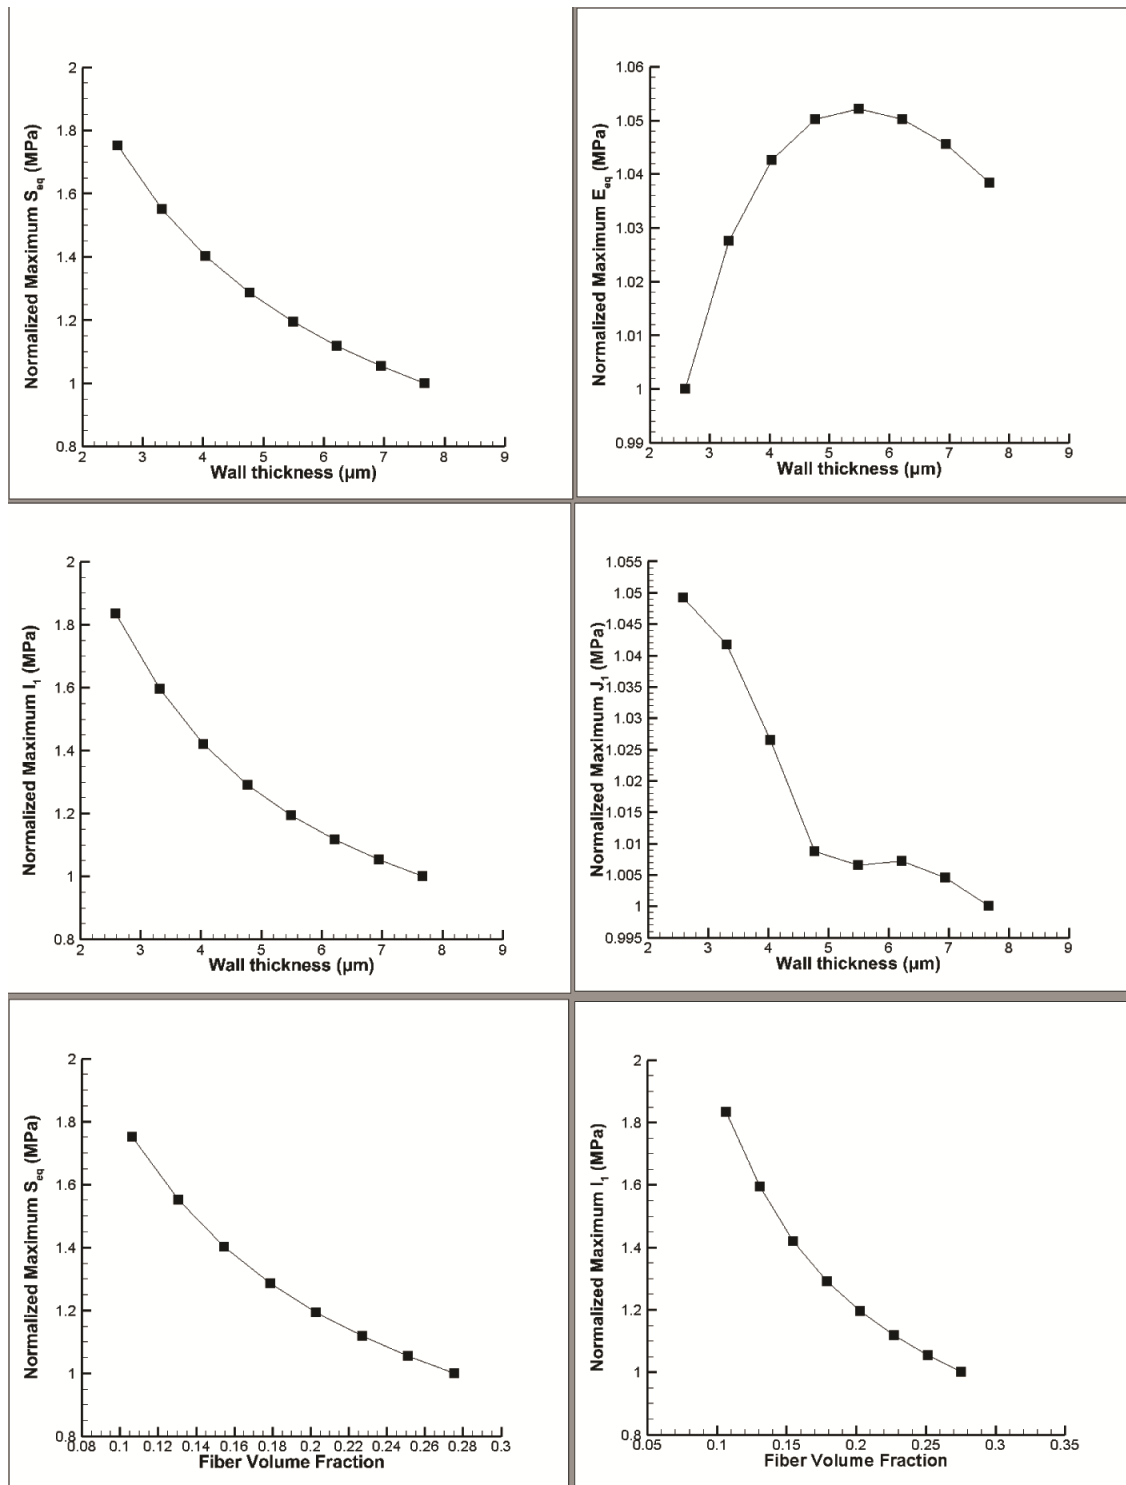 2
1.8
1.6
1.4
1.2
1
0.8
2 3 4 5 6 7 8 9
Normalized Maximum Seq (MPa)
Wall thickness (µm)
1.06
1.05
1.04
1.03
1.02
1.01
1
0.99
2 3 4 5 6 7 8 9
Normalized Maximum Eeq (MPa)
Wall thickness (µm)
2
1.8
1.6
1.4
1.2
1
0.8
2 3 4 5 6 7 8 9
Normalized Maximum I1 (MPa)
Wall thickness (µm)
1.055
1.05
1.045
1.04
1.035
1.03
1.025
1.02
1.015
1.01
1.005
1
0.995
2 3 4 5 6 7 8 9
Normalized Maximum J1 (MPa)
Wall thickness (µm)
2
1.8
1.6
1.4
1.2
1
0.8
0.08 0.1 0.12 0.14 0.16 0.18 0.2 0.22 0.24 0.26 0.28 0.3
Normalized Maximum Seq (MPa)
Fiber Volume Fraction
2
1.8
1.6
1.4
1.2
1
0.8
0.05 0.1 0.15 0.2 0.25 0.3 0.35
Normalized Maximum I1 (MPa)
Fiber Volume Fraction